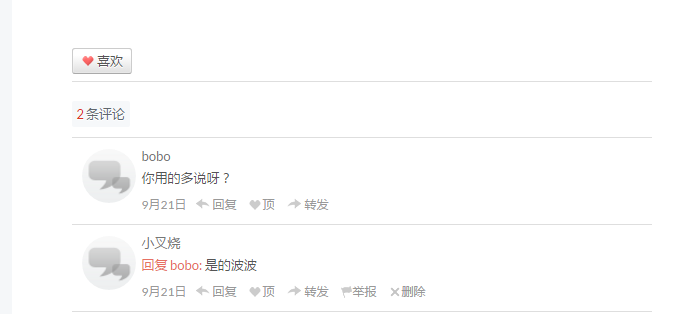 喜欢
2条评论
bobo
你用的多说呀？
9月21日 回复 顶 转发
小叉烧
回复 bobo: 是的波波
9月21日 回复 顶 转发 举报 删除